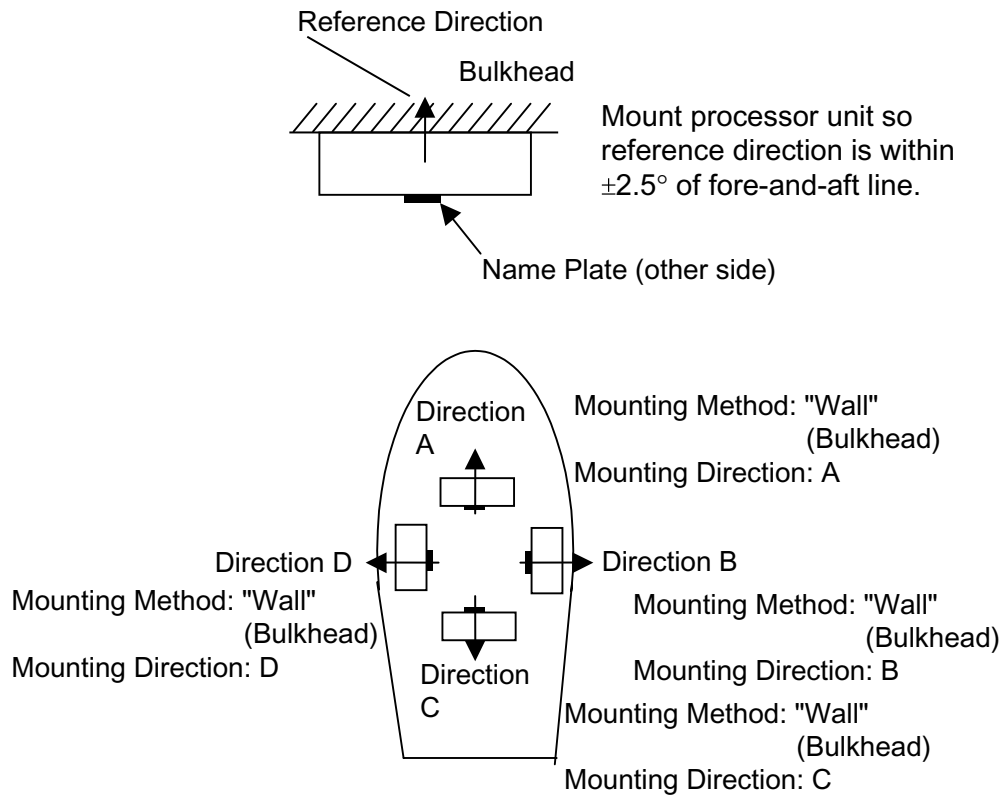 Reference Direction
Bulkhead
Mount processor unit so
reference direction is within
±2.5° of fore-and-aft line.
Name Plate (other side)
Direction
A
Mounting Method: "Wall"
(Bulkhead)
Mounting Direction: A
Direction D
Mounting Method: "Wall"
(Bulkhead)
Mounting Direction: D
Direction B
Mounting Method: "Wall"
(Bulkhead)
Mounting Direction: B
Direction
C
Mounting Method: "Wall"
(Bulkhead)
Mounting Direction: C